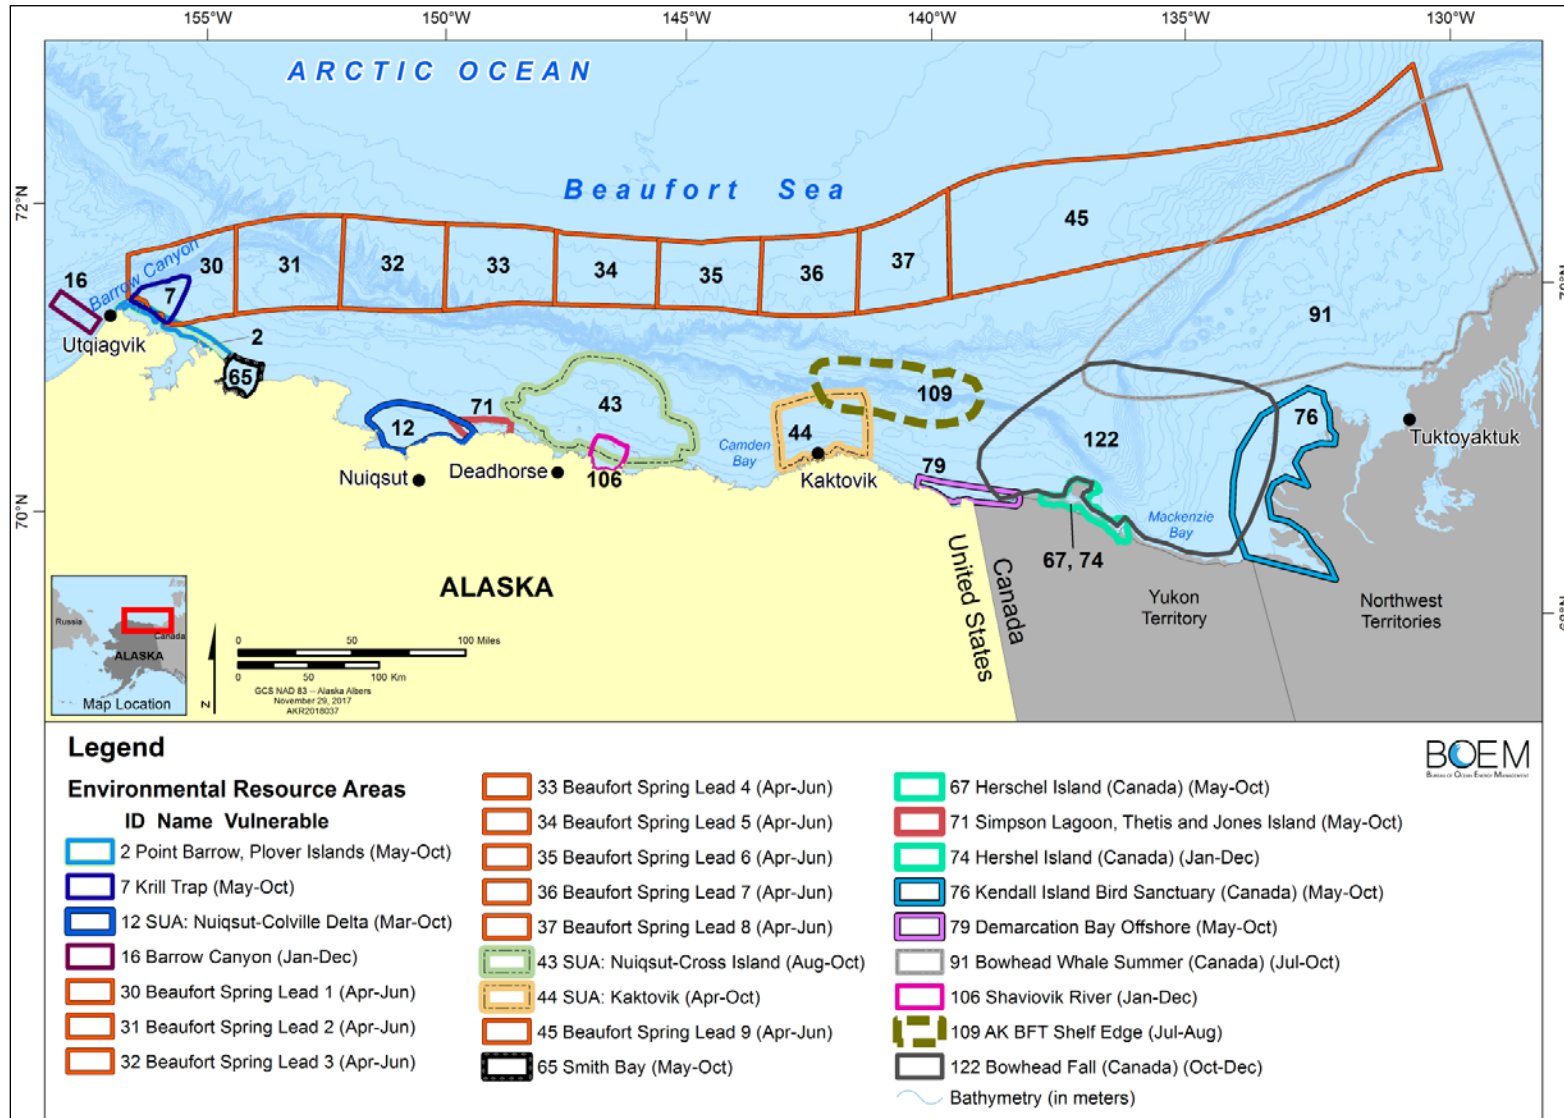 155°W 150°W 145°W 140°W 135°W 130°W
ARCTIC OCEAN
Beaufort Sea
72°N
70°N
Barrow Canyon
16
30
31
32
33
34
35
36
37
45
7
2
65
91
Utqiagvik
12
71
43
106
44
109
79
122
76
67, 74
Camden
Bay
Nuiqsut
Deadhorse
Kaktovik
Tuktoyaktuk
Mackenzie
Bay
ALASKA
United States
Canada
Yukon
Territory
Northwest
Territories
Russia
Canada
ALASKA
Map Location
N
0 50 100 Miles
0 50 100 Km
GCS NAD 83 -- Alaska Albers
November 29, 2017
AKR2018037
Legend
Environmental Resource Areas
ID Name Vulnerable
2 Point Barrow, Plover Islands (May-Oct)
7 Krill Trap (May-Oct)
12 SUA: Nuiqsut-Colville Delta (Mar-Oct)
16 Barrow Canyon (Jan-Dec)
30 Beaufort Spring Lead 1 (Apr-Jun)
31 Beaufort Spring Lead 2 (Apr-Jun)
32 Beaufort Spring Lead 3 (Apr-Jun)
33 Beaufort Spring Lead 4 (Apr-Jun)
34 Beaufort Spring Lead 5 (Apr-Jun)
35 Beaufort Spring Lead 6 (Apr-Jun)
36 Beaufort Spring Lead 7 (Apr-Jun)
37 Beaufort Spring Lead 8 (Apr-Jun)
43 SUA: Nuiqsut-Cross Island (Aug-Oct)
44 SUA: Kaktovik (Apr-Oct)
45 Beaufort Spring Lead 9 (Apr-Jun)
65 Smith Bay (May-Oct)
67 Herschel Island (Canada) (May-Oct)
71 Simpson Lagoon, Thetis and Jones Island (May-Oct)
74 Hershel Island (Canada) (Jan-Dec)
76 Kendall Island Bird Sanctuary (Canada) (May-Oct)
79 Demarcation Bay Offshore (May-Oct)
91 Bowhead Whale Summer (Canada) (Jul-Oct)
106 Shaviovik River (Jan-Dec)
109 AK BFT Shelf Edge (Jul-Aug)
122 Bowhead Fall (Canada) (Oct-Dec)
Bathymetry (in meters)
BOEM
BUREAU OF OCEAN ENERGY MANAGEMENT